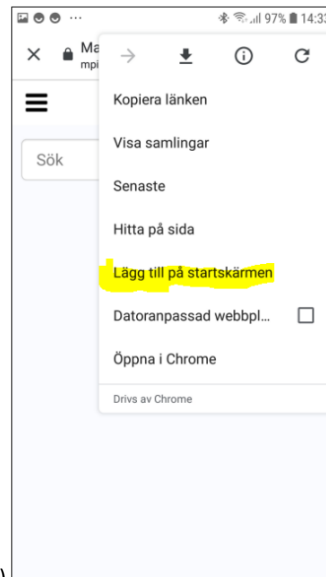 97% 14:33
Ma
mpi
Kopiera länken
Visa samlingar
Sök
Senaste
Hitta på sida
Lägg till på startskärmen
Datoranpassad webbpl...
Öppna i Chrome
Drivs av Chrome
)